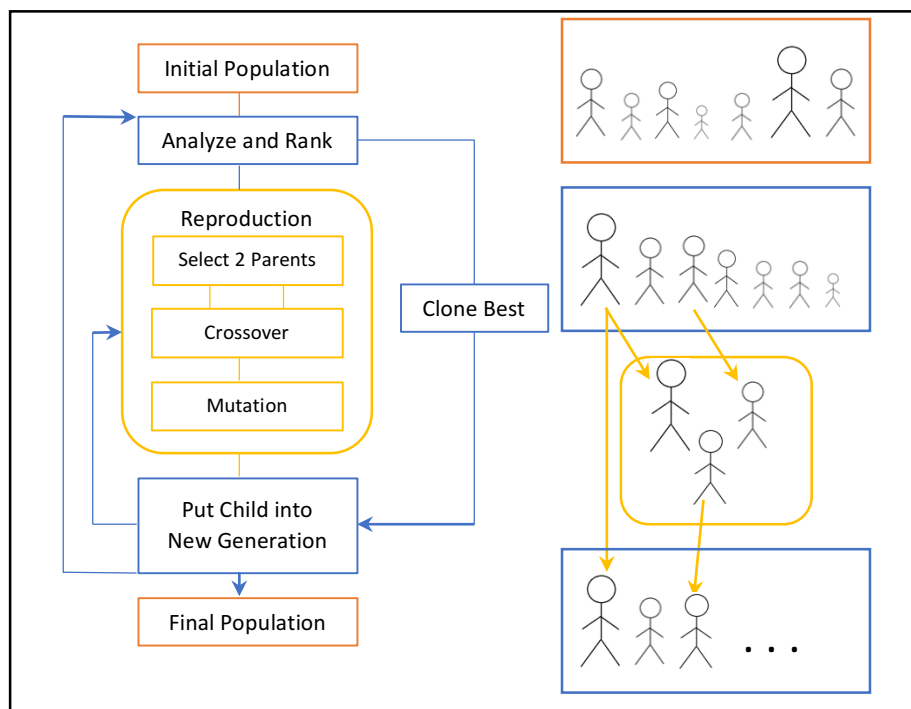 Initial Population
Analyze and Rank
Reproduction
Select 2 Parents
Crossover
Mutation
Clone Best
Put Child into
New Generation
Final Population
. . .